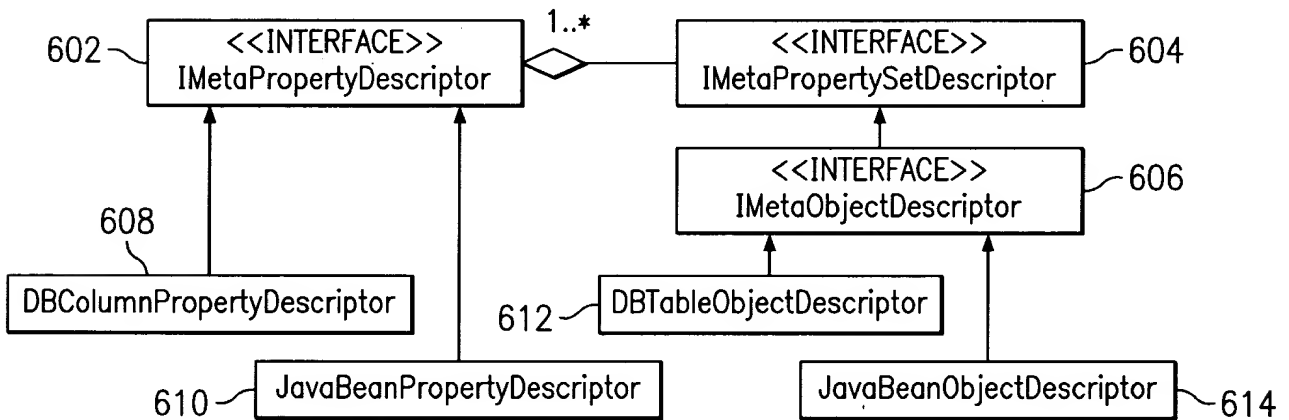 1..*
602
<<INTERFACE>>
IMetaPropertyDescriptor
<<INTERFACE>>
IMetaPropertySetDescriptor
604
<<INTERFACE>>
IMetaObjectDescriptor
606
608
DBColumnPropertyDescriptor
612
DBTableObjectDescriptor
610
JavaBeanPropertyDescriptor
JavaBeanObjectDescriptor
614